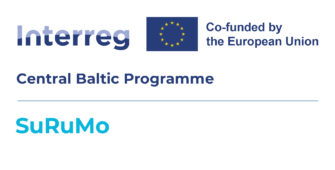 Interreg
Co-funded by
the European Union
Central Baltic Programme
SuRuMo